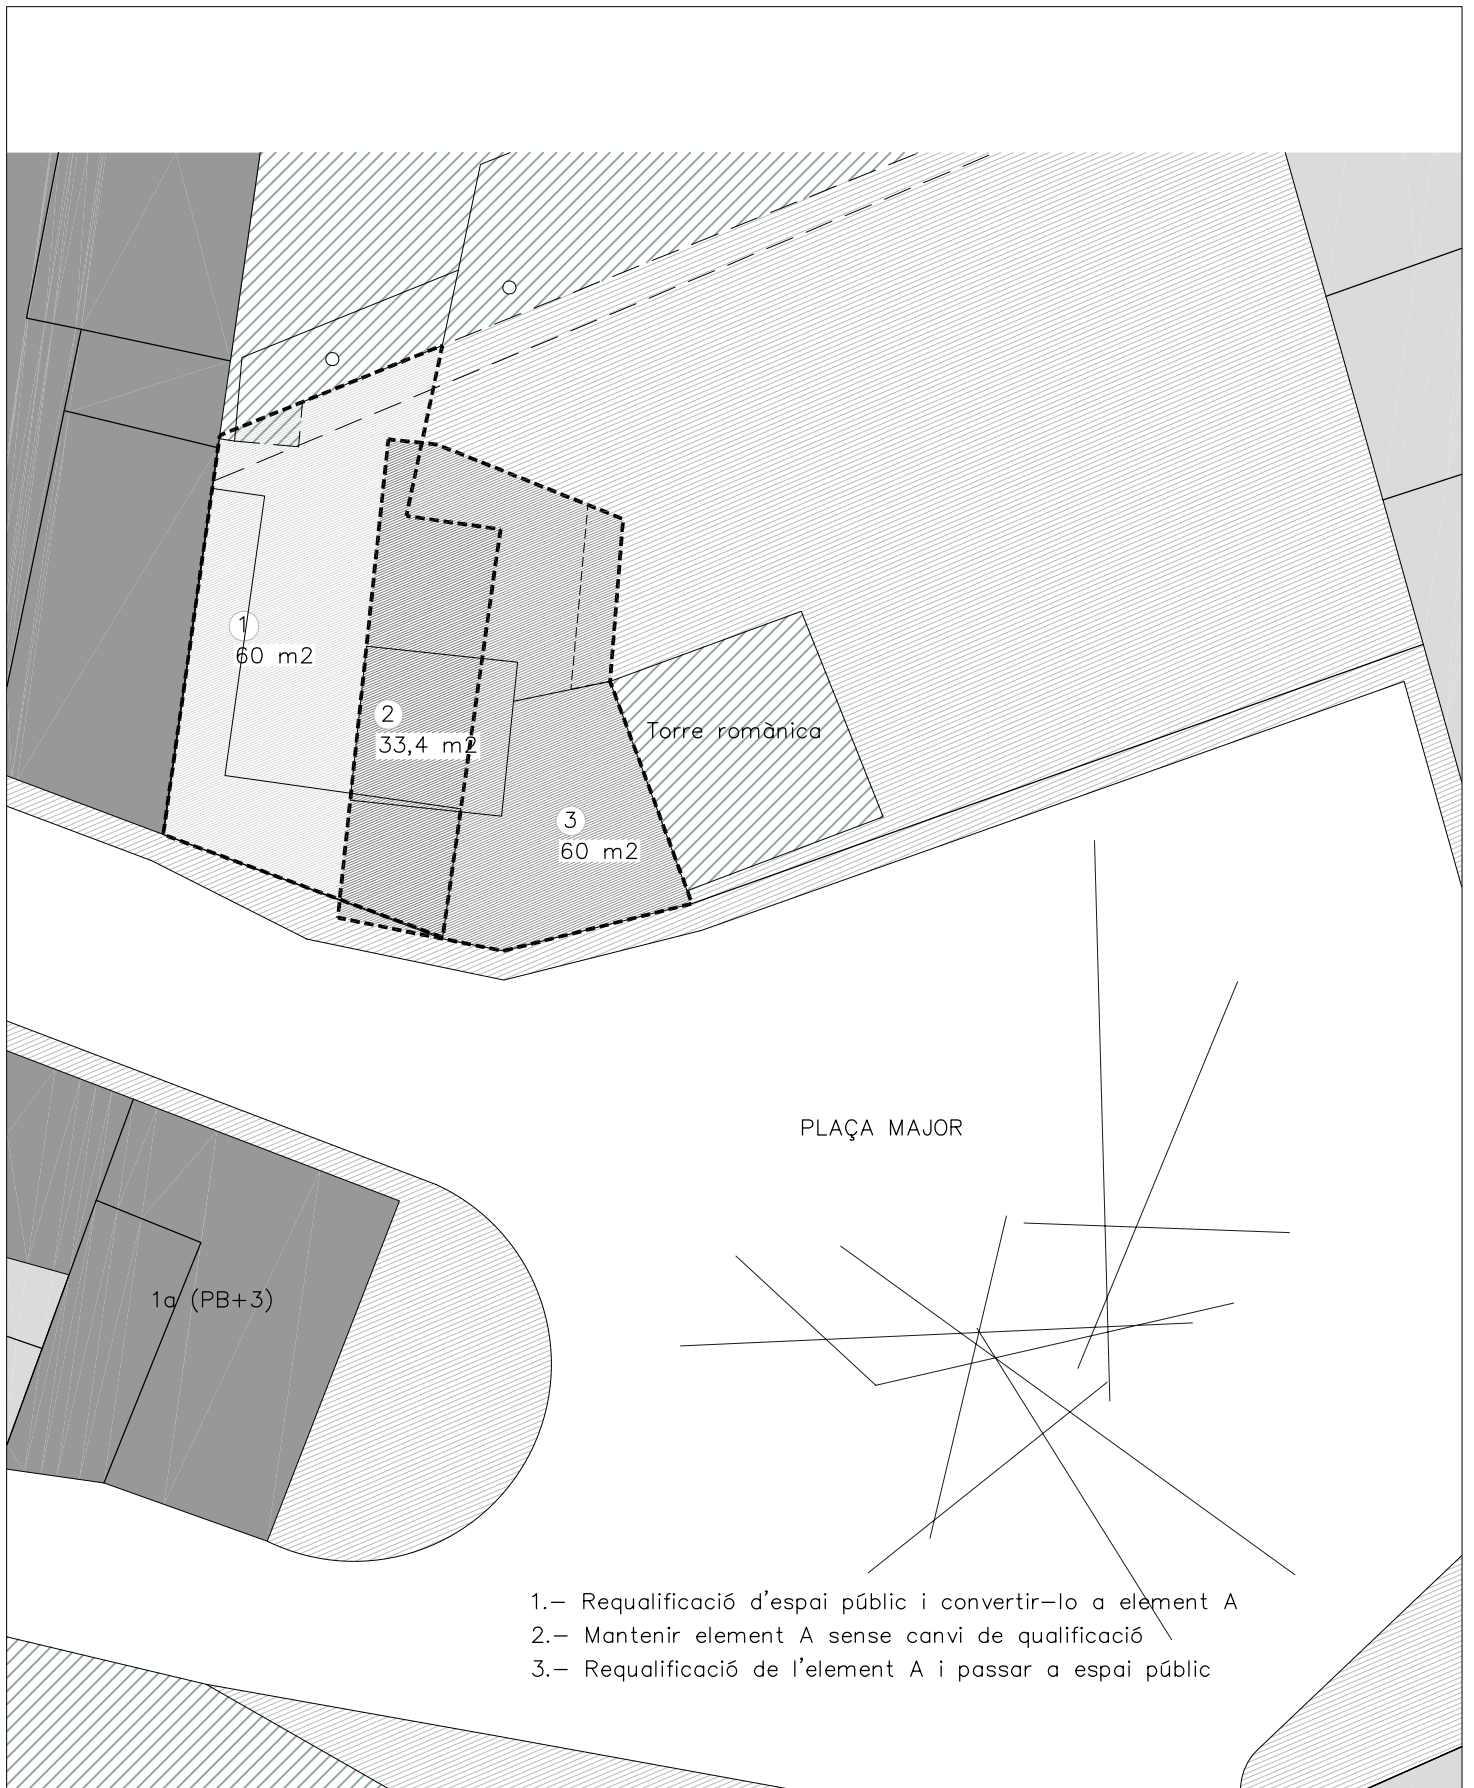 1
60 m2
2
33,4 m2
Torre romànica
3
60 m2
PLAÇA MAJOR
1a (PB+3)
1.- Requalificació d'espai públic i convertir-lo a element A
2.- Mantenir element A sense canvi de qualificació
3.- Requalificació de l'element A i passar a espai públic